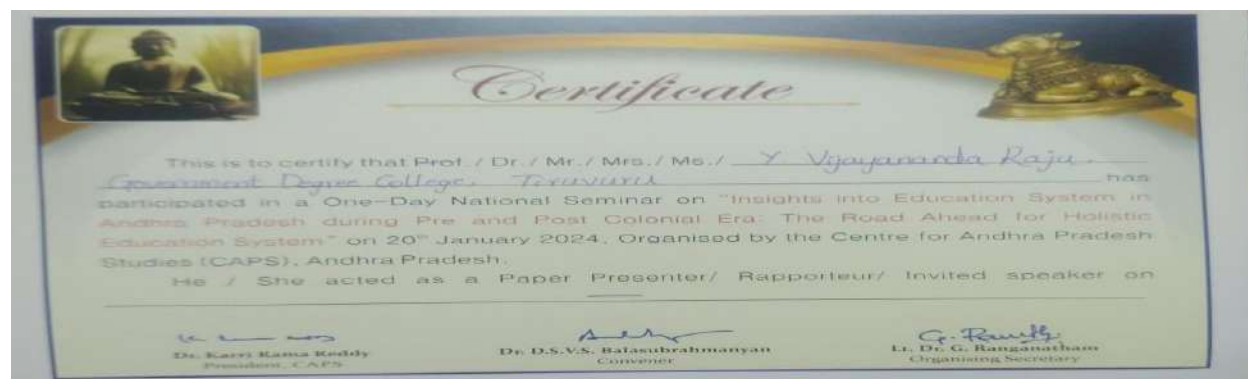 Certificate
This is to certify that Prof. / Dr. / Mr. / Mrs. / Ms. / Y Vijayananda Raju.
Government Degree College, Tiruvuru has
participated in a One-Day National Seminar on "Insights into Education System in
Andhra Pradesh during Pre and Post Colonial Era: The Road Ahead for Holistic
Education System" on 20th January 2024, Organised by the Centre for Andhra Pradesh
Studies (CAPS), Andhra Pradesh.
He / She acted as a Paper Presenter/ Rapporteur/ Invited speaker on
Dr. Karri Rama Reddy Dr. D.S.V.S. Balasubrahmanyan Lt. Dr. G. Ranganatham
President, CAPS Convener Organising Secretary